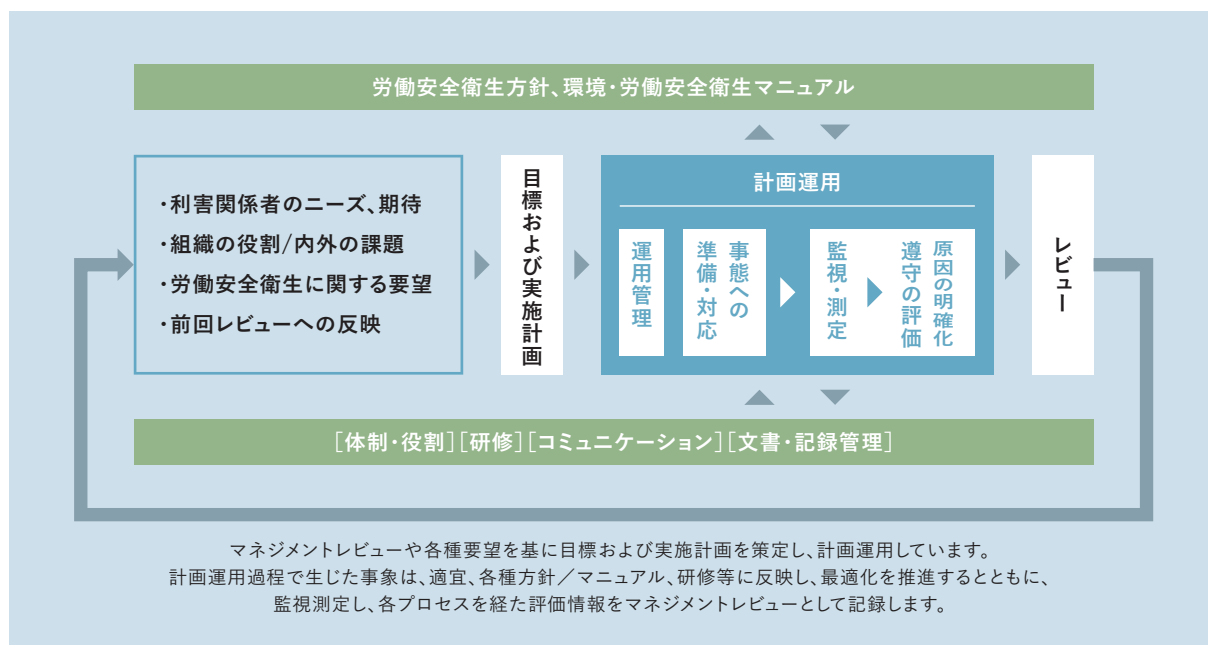 労働安全衛生方針、環境・労働安全衛生マニュアル
・利害関係者のニーズ、期待
・組織の役割/内外の課題
・労働安全衛生に関する要望
・前回レビューへの反映
目標および実施計画
計画運用
運用管理
事態への
準備・対応
監視・測定
原因の明確化
遵守の評価
レビュー
[体制・役割][研修][コミュニケーション][文書・記録管理]
マネジメントレビューや各種要望を基に目標および実施計画を策定し、計画運用しています。
計画運用過程で生じた事象は、適宜、各種方針／マニュアル、研修等に反映し、最適化を推進するとともに、
監視測定し、各プロセスを経た評価情報をマネジメントレビューとして記録します。